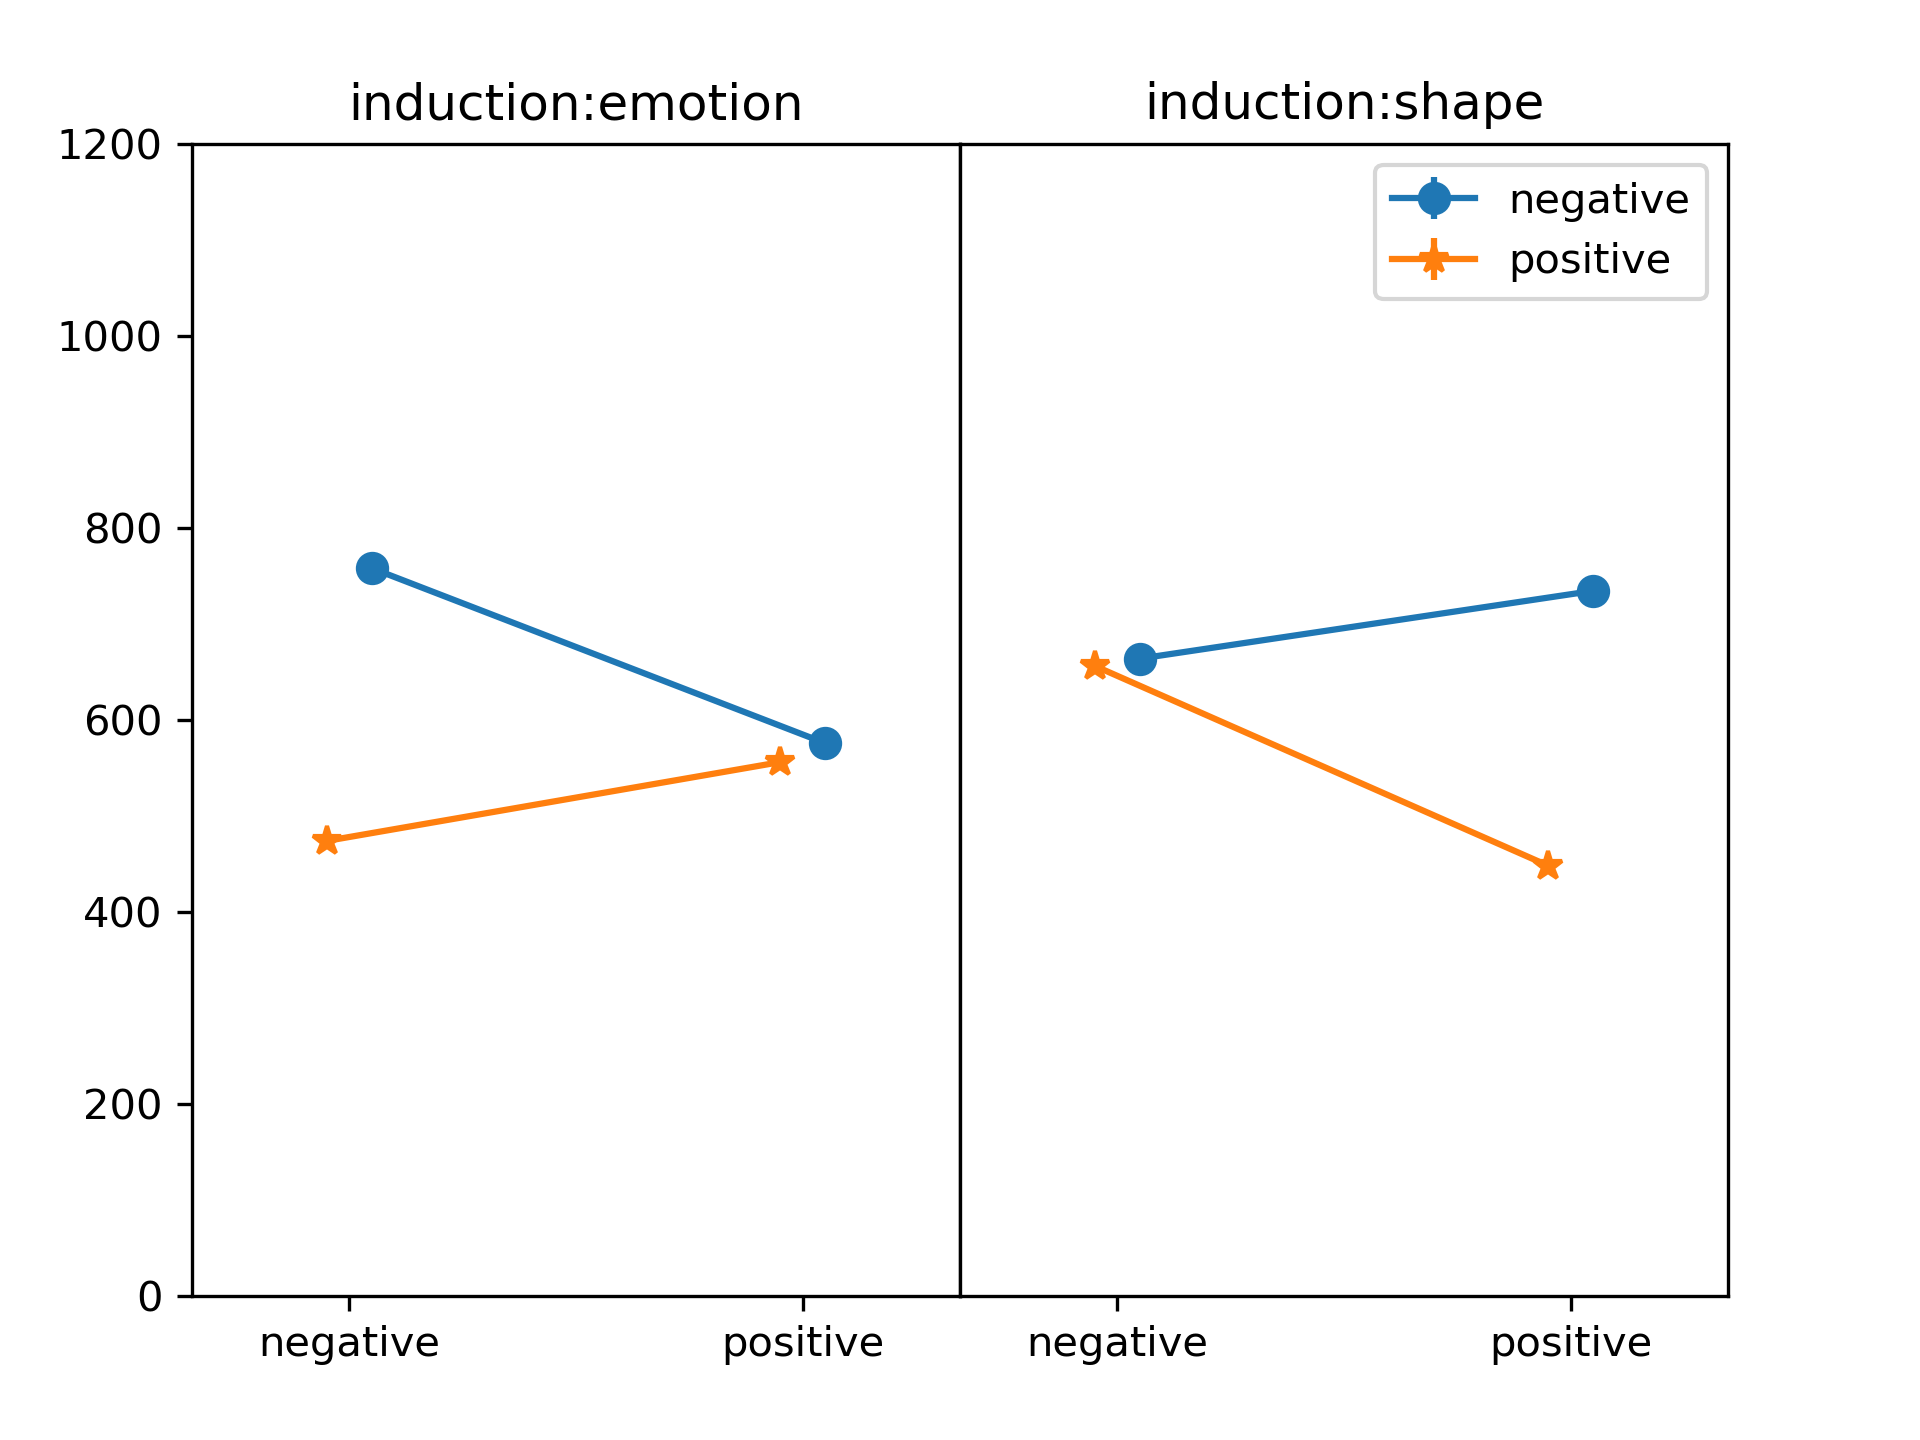 induction:emotion
induction:shape
1200
1000
800
600
400
200
0
negative
positive
negative
positive
negative
positive